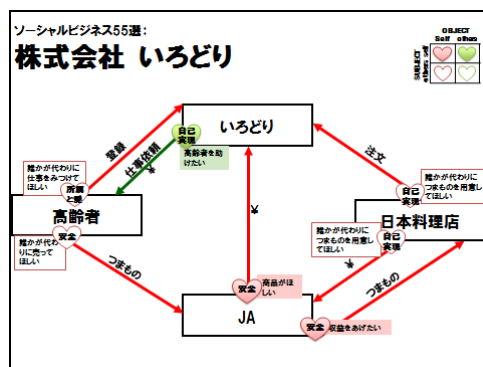 ソーシャルビジネス55選：
株式会社 いろどり
OBJECT
Self others
SUBJECT
others self
いろどり
自己
実現
高齢者を助
けたい
登録
仕事依頼
注文
誰かが代わりに
仕事をみつけて
ほしい
所属
と愛
高齢者
安全
誰かが代わ
りに売って
ほしい
つまもの
¥
誰かが代わりに
つまものを用意し
てほしい
自己
実現
日本料理店
誰かが代わりに
つまものを用意し
てほしい
自己
実現
¥
つまもの
安全
商品がほ
しい
JA
安全
収益をあげたい